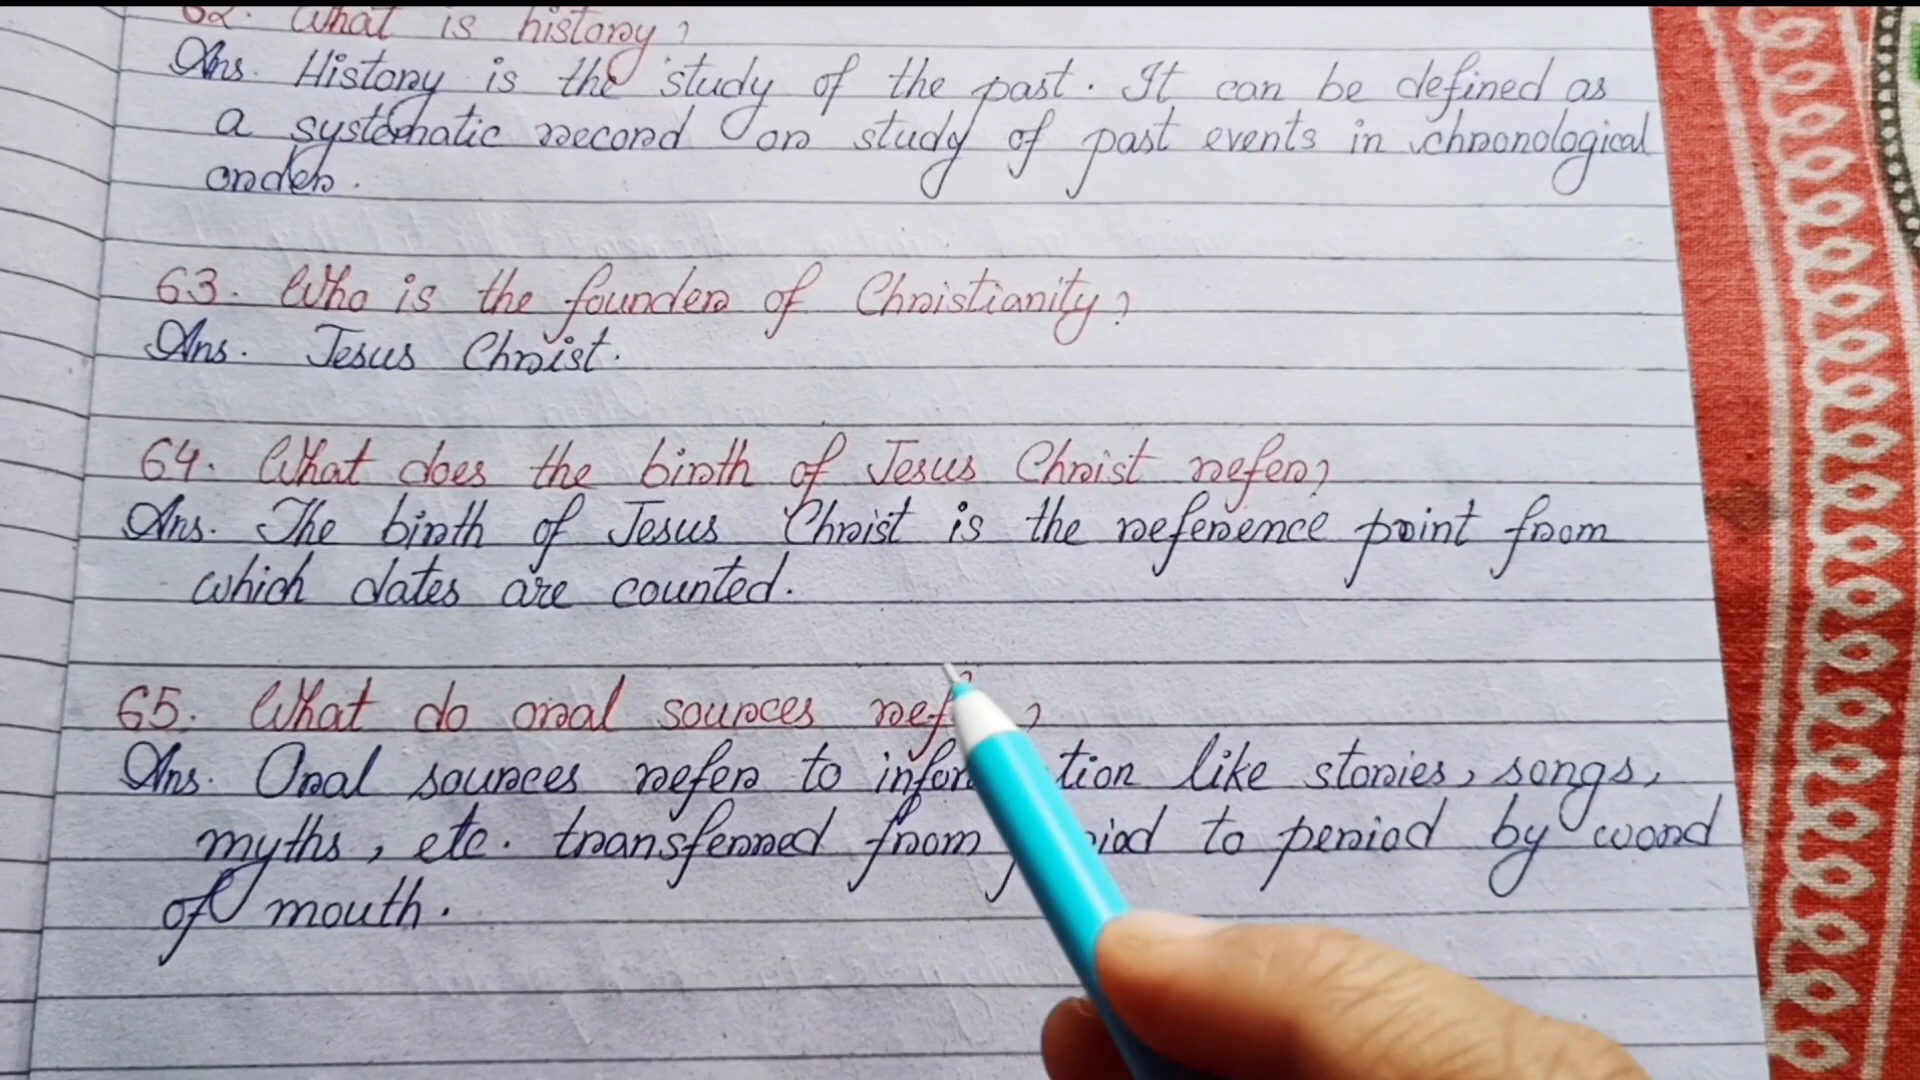 62. What is history?
Ans. History is the study of the past. It can be defined as
a systematic record or study of past events in chronological
order.
63. Who is the founder of Christianity?
Ans. Jesus Christ.
64. What does the birth of Jesus Christ refer?
Ans. The birth of Jesus Christ is the reference point from
which dates are counted.
65. What do oral sources ?
Ans. Oral sources refer to like stories, songs,
myths, etc. transferred from to period by word
of mouth.